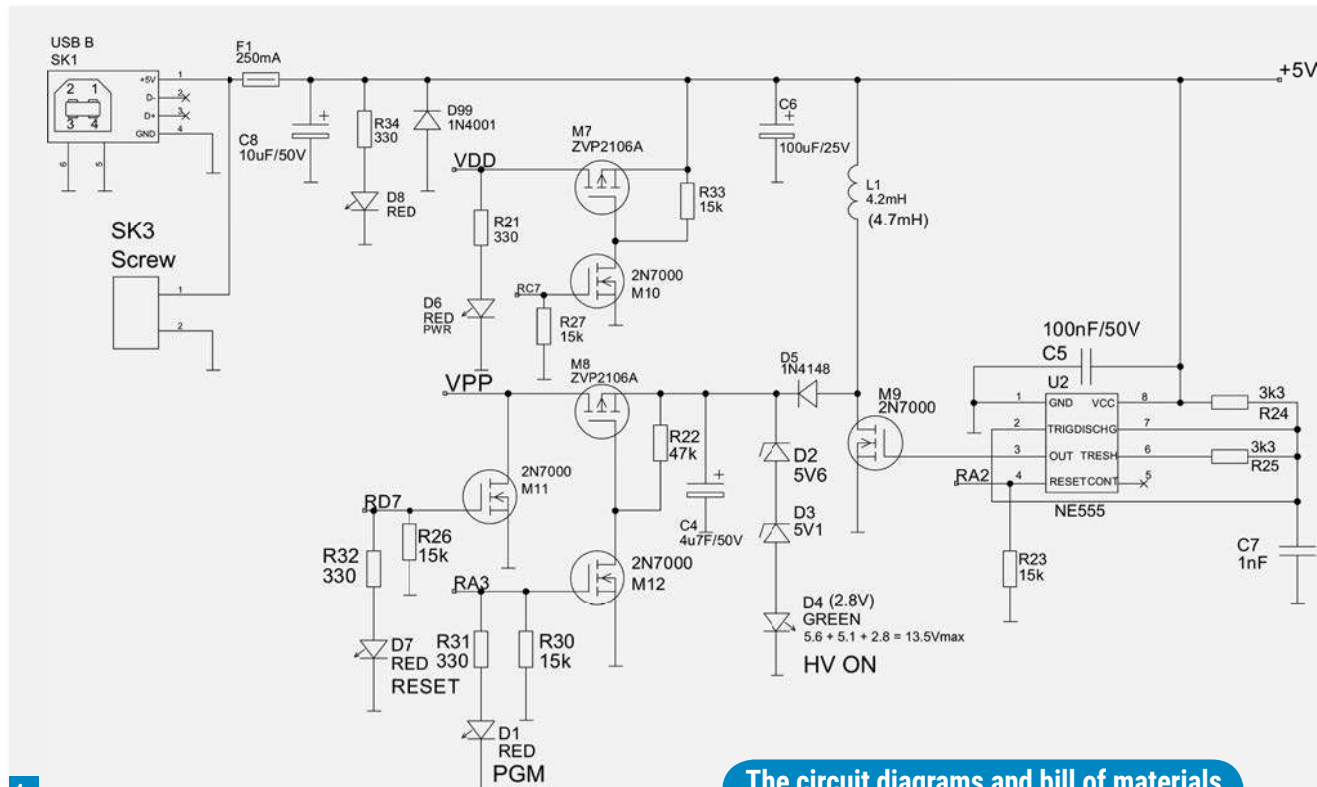 USB B
SK1
F1
250mA
+5V
1
D-
2
D+
3
GND
4
2 1
3 4
6
5
C8
10uF/50V
R34
330
D8
RED
D99
1N4001
VDD
M7
ZVP2106A
R33
15k
C6
100uF/25V
L1
4.2mH
(4.7mH)
+5V
R21
330
D6
RED
PWR
RC7
R27
15k
2N7000
M10
SK3
Screw
1
2
VPP
M8
ZVP2106A
D5
1N4148
M9
2N7000
100nF/50V
C5
U2
1 GND VCC 8
2 TRIG DISCHG 7
3 OUT TRESH 6
4 RESET CONT 5
NE555
3k3
R24
3k3
R25
RA2
R23
15k
C7
1nF
R22
47k
C4
4u7F/50V
D2
5V6
D3
5V1
D4 (2.8V)
GREEN
5.6 + 5.1 + 2.8 = 13.5Vmax
HV ON
2N7000
M11
RD7
R32
330
R26
15k
D7
RED
RESET
2N7000
M12
RA3
R31
330
R30
15k
D1
RED
PGM
The circuit diagrams and bill of materials